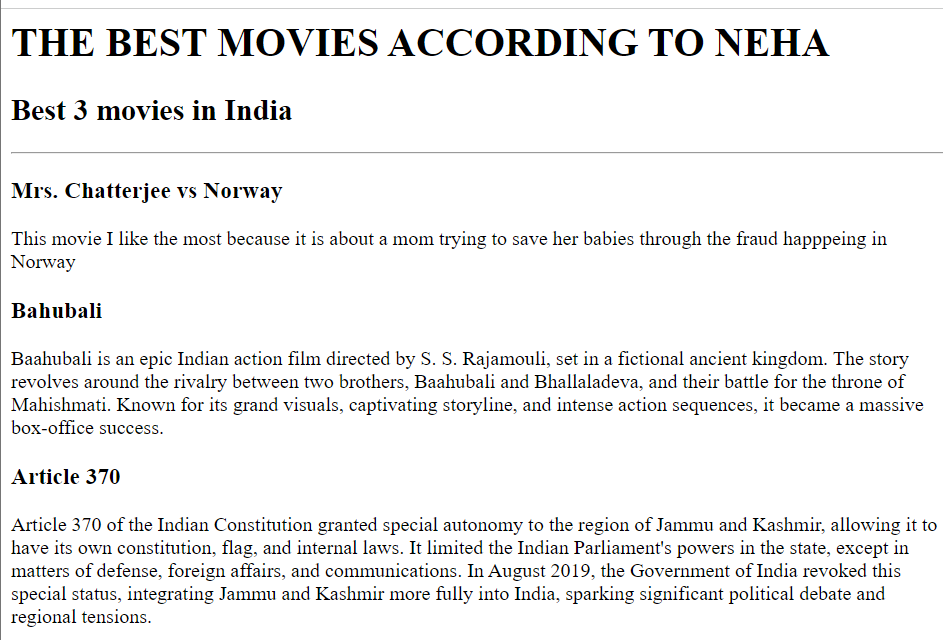 THE BEST MOVIES ACCORDING TO NEHA
Best 3 movies in India
Mrs. Chatterjee vs Norway
This movie I like the most because it is about a mom trying to save her babies through the fraud happpeing in
Norway
Bahubali
Baahubali is an epic Indian action film directed by S. S. Rajamouli, set in a fictional ancient kingdom. The story
revolves around the rivalry between two brothers, Baahubali and Bhallaladeva, and their battle for the throne of
Mahishmati. Known for its grand visuals, captivating storyline, and intense action sequences, it became a massive
box-office success.
Article 370
Article 370 of the Indian Constitution granted special autonomy to the region of Jammu and Kashmir, allowing it to
have its own constitution, flag, and internal laws. It limited the Indian Parliament's powers in the state, except in
matters of defense, foreign affairs, and communications. In August 2019, the Government of India revoked this
special status, integrating Jammu and Kashmir more fully into India, sparking significant political debate and
regional tensions.